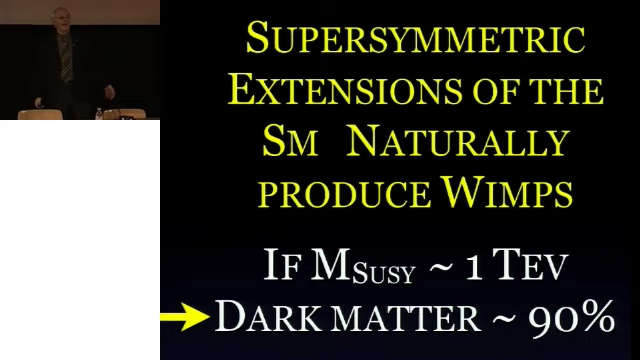 SUPERSYMMETRIC
EXTENSIONS OF THE
SM NATURALLY
PRODUCE WIMPS
IF MSUSY ~ 1 TEV
DARK MATTER ~ 90%